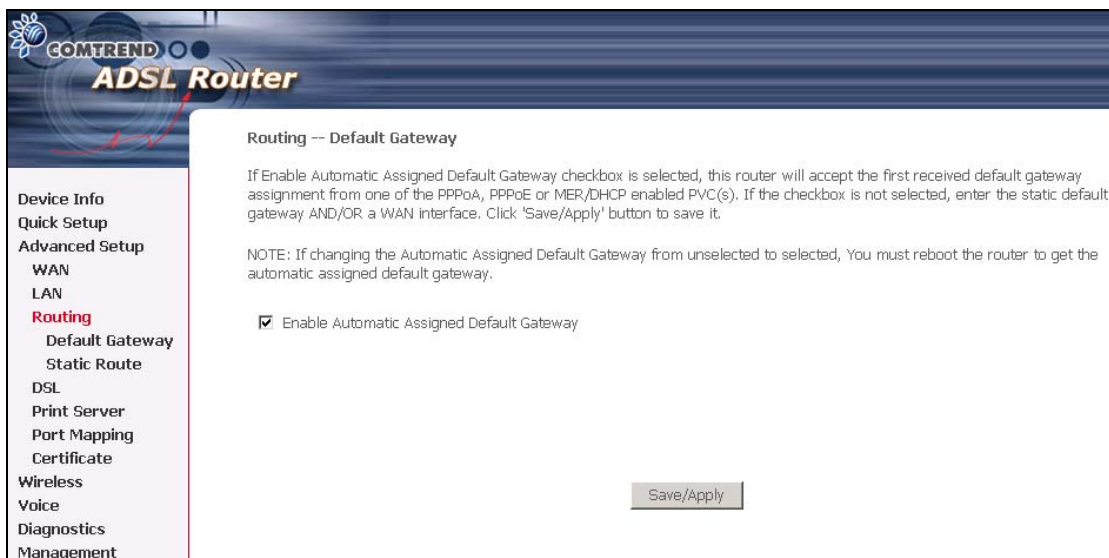 COMTREND
ADSL Router
Device Info
Quick Setup
Advanced Setup
WAN
LAN
Routing
Default Gateway
Static Route
DSL
Print Server
Port Mapping
Certificate
Wireless
Voice
Diagnostics
Management
Routing -- Default Gateway
If Enable Automatic Assigned Default Gateway checkbox is selected, this router will accept the first received default gateway
assignment from one of the PPPoA, PPPoE or MER/DHCP enabled PVC(s). If the checkbox is not selected, enter the static default
gateway AND/OR a WAN interface. Click 'Save/Apply' button to save it.
NOTE: If changing the Automatic Assigned Default Gateway from unselected to selected, You must reboot the router to get the
automatic assigned default gateway.
Enable Automatic Assigned Default Gateway
Save/Apply